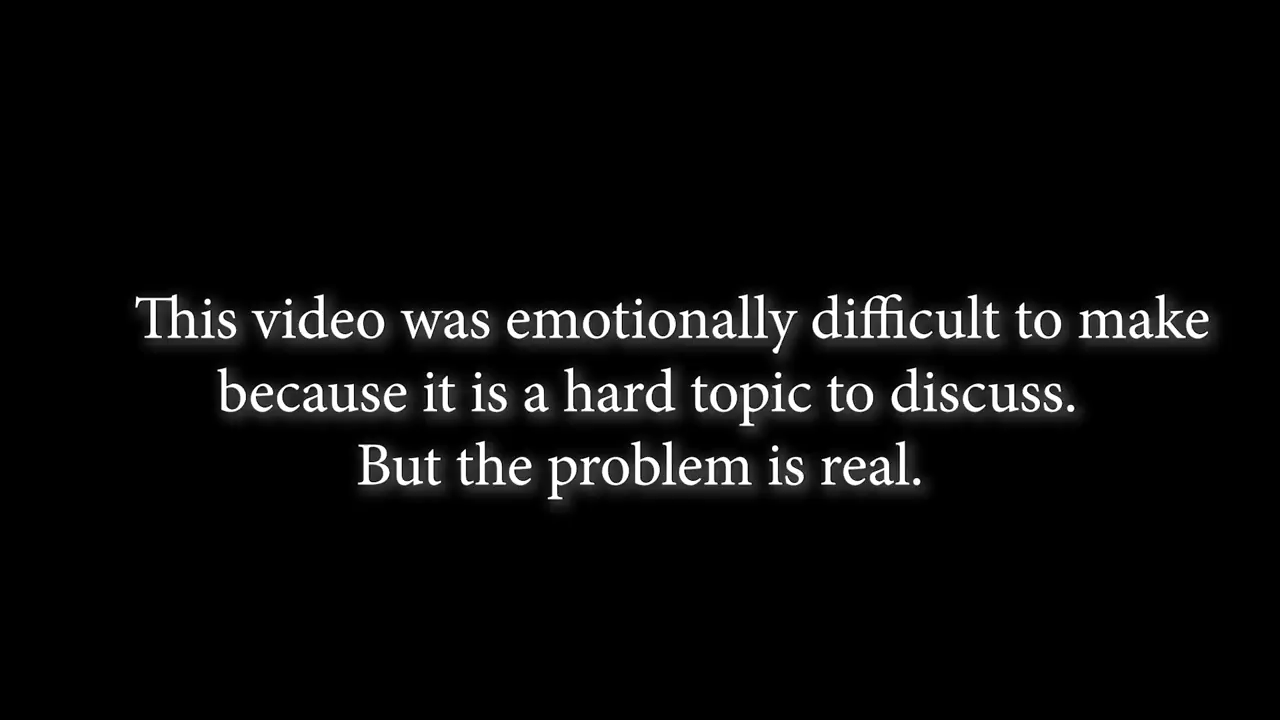 This video was emotionally difficult to make
because it is a hard topic to discuss.
But the problem is real.